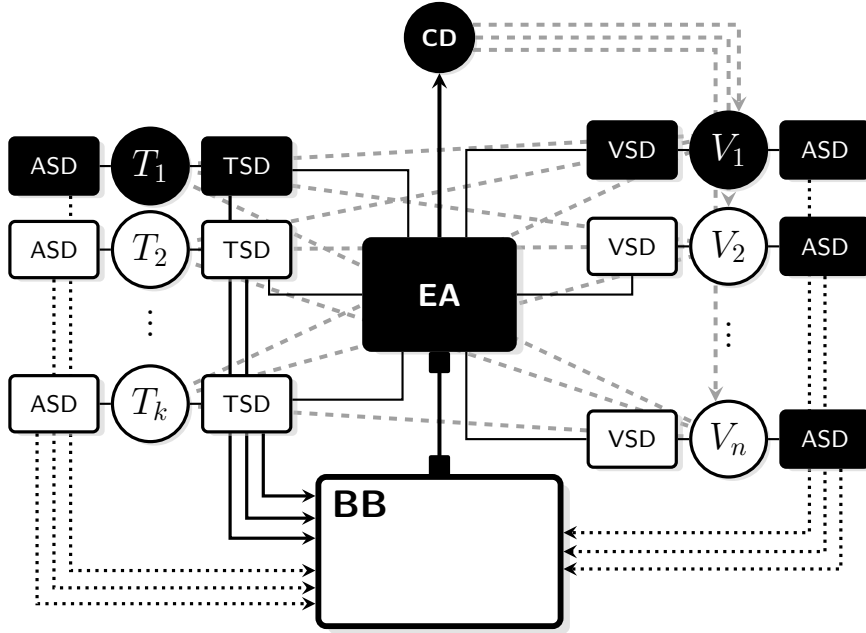 CD
ASD T₁ TSD VSD V₁ ASD
ASD T₂ TSD VSD V₂ ASD
EA
⋮ ⋮
ASD Tₖ TSD VSD Vₙ ASD
BB